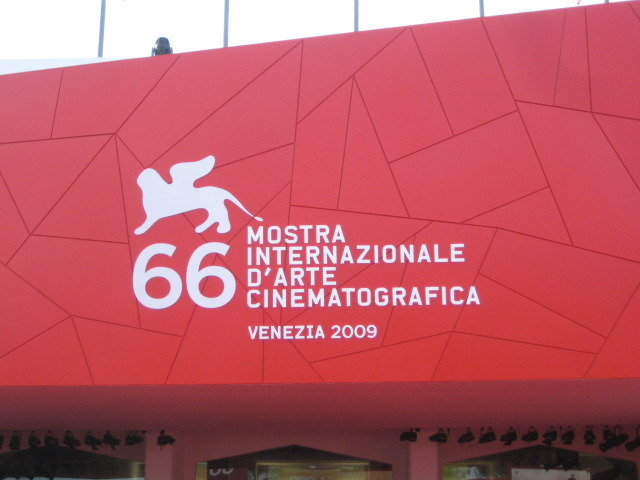 66
MOSTRA
INTERNAZIONALE
D'ARTE
CINEMATOGRAFICA
VENEZIA 2009